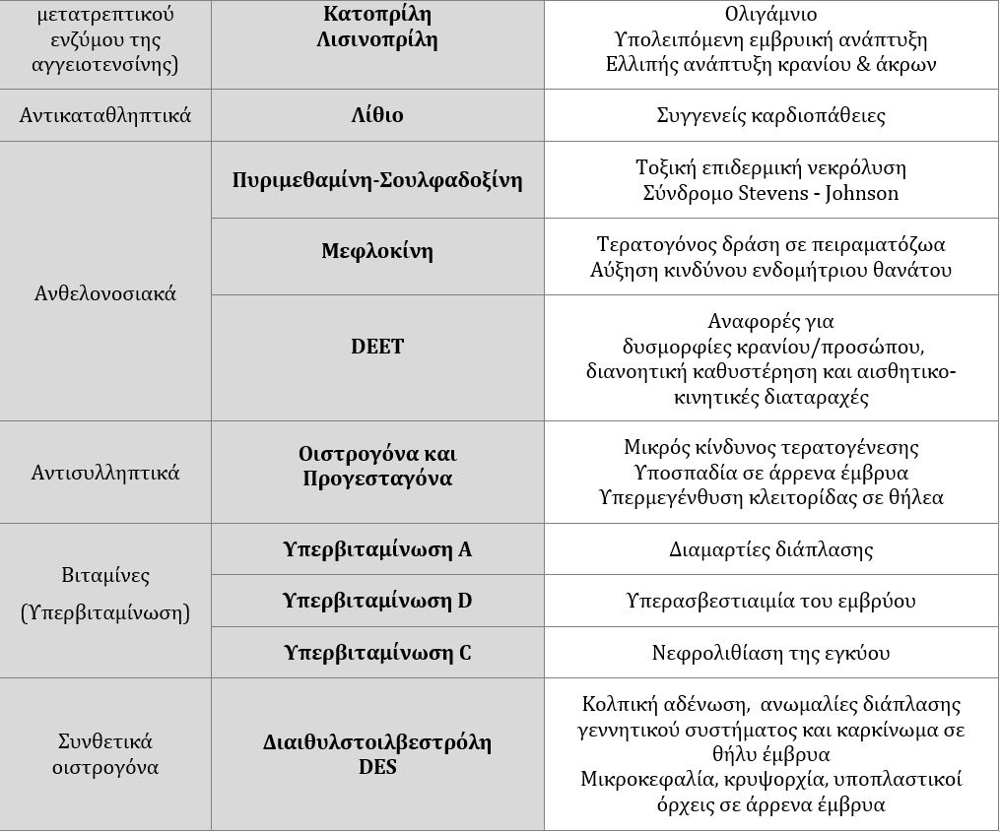 μετατρεπτικού
ενζύμου της
αγγειοτενσίνης)
Κατοπρίλη
Λισινοπρίλη
Ολιγάμνιο
Υπολειπόμενη εμβρυική ανάπτυξη
Ελλιπής ανάπτυξη κρανίου & άκρων
Αντικαταθληπτικά
Λίθιο
Συγγενείς καρδιοπάθειες
Ανθελονοσιακά
Πυριμεθαμίνη-Σουλφαδοξίνη
Τοξική επιδερμική νεκρόλυση
Σύνδρομο Stevens - Johnson
Μεφλοκίνη
Τερατογόνος δράση σε πειραματόζωα
Αύξηση κινδύνου ενδομήτριου θανάτου
DEET
Αναφορές για
δυσμορφίες κρανίου/προσώπου,
διανοητική καθυστέρηση και αισθητικο-
κινητικές διαταραχές
Αντισυλληπτικά
Οιστρογόνα και
Προγεσταγόνα
Μικρός κίνδυνος τερατογένεσης
Υποσπαδία σε άρρενα έμβρυα
Υπερμεγένθυση κλειτορίδας σε θήλεα
Βιταμίνες
(Υπερβιταμίνωση)
Υπερβιταμίνωση Α
Διαμαρτίες διάπλασης
Υπερβιταμίνωση D
Υπερασβεστιαιμία του εμβρύου
Υπερβιταμίνωση C
Νεφρολιθίαση της εγκύου
Συνθετικά
οιστρογόνα
Διαιθυλστοιλβεστρόλη
DES
Κολπική αδένωση, ανωμαλίες διάπλασης
γεννητικού συστήματος και καρκίνωμα σε
θήλυ έμβρυα
Μικροκεφαλία, κρυψορχία, υποπλαστικοί
όρχεις σε άρρενα έμβρυα